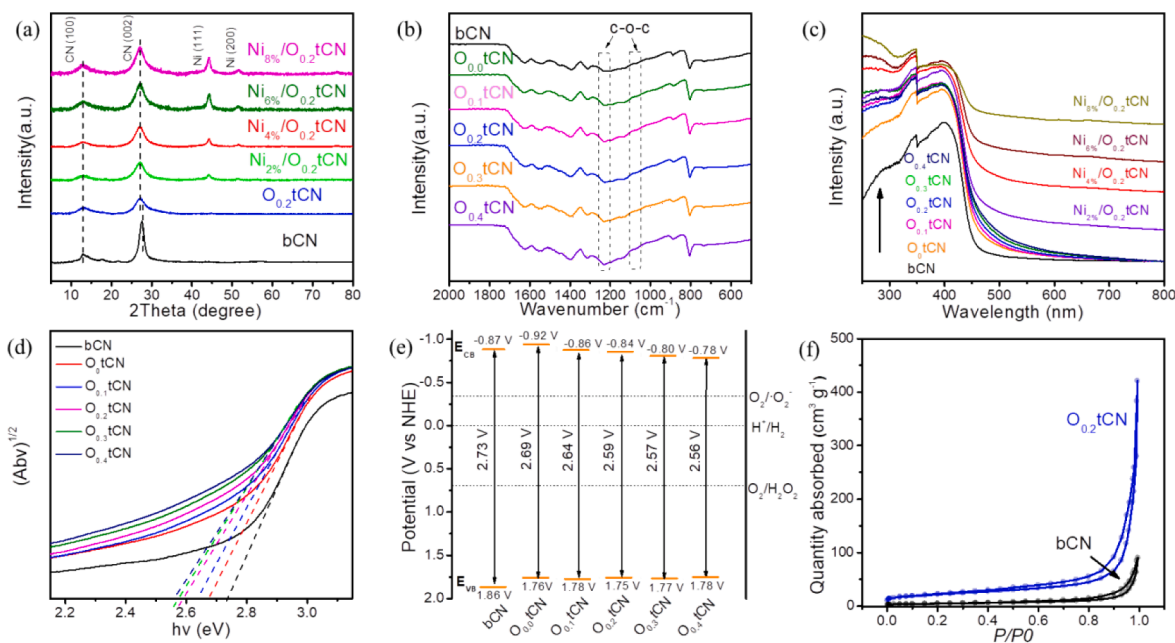 (a)
CN (100)
CN (002)
Ni (111)
Ni (200)
Ni8%/O0.2tCN
Ni6%/O0.2tCN
Ni4%/O0.2tCN
Ni2%/O0.2tCN
O0.2tCN
bCN
Intensity(a.u.)
10 20 30 40 50 60 70 80
2Theta (degree)
(b)
C-O-C
bCN
O0.0tCN
O0.1tCN
O0.2tCN
O0.3tCN
O0.4tCN
Intensity(a.u.)
2000 1800 1600 1400 1200 1000 800 600
Wavenumber (cm-1)
(c)
Ni8%/O0.2tCN
Ni6%/O0.2tCN
Ni4%/O0.2tCN
Ni2%/O0.2tCN
O0.4tCN
O0.3tCN
O0.2tCN
O0.1tCN
O0tCN
bCN
Intensity (a.u.)
300 400 500 600 700 800
Wavelength (nm)
(d)
bCN
O0tCN
O0.1tCN
O0.2tCN
O0.3tCN
O0.4tCN
(Abv)1/2
2.2 2.4 2.6 2.8 3.0
hv (eV)
(e)
Potential (V vs NHE)
-1.0
-0.5
0.0
0.5
1.0
1.5
2.0
ECB
-0.87 V -0.92 V -0.86 V -0.84 V -0.80 V -0.78 V
O2/·O2-
H+/H2
2.73 V 2.69 V 2.64 V 2.59 V 2.57 V 2.56 V
O2/H2O2
EVB
1.86 V 1.76V 1.78 V 1.75V 1.77 V 1.78 V
bCN O0.0tCN O0.1tCN O0.2tCN O0.3tCN O0.4tCN
(f)
Quantity absorbed (cm3 g-1)
500
400
300
200
100
0
O0.2tCN
bCN
0.0 0.2 0.4 0.6 0.8 1.0
P/P0